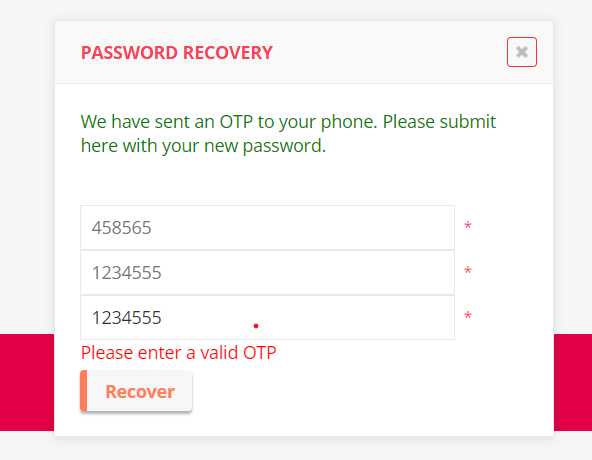 PASSWORD RECOVERY
We have sent an OTP to your phone. Please submit
here with your new password.
458565 *
1234555 *
1234555 *
Please enter a valid OTP
Recover